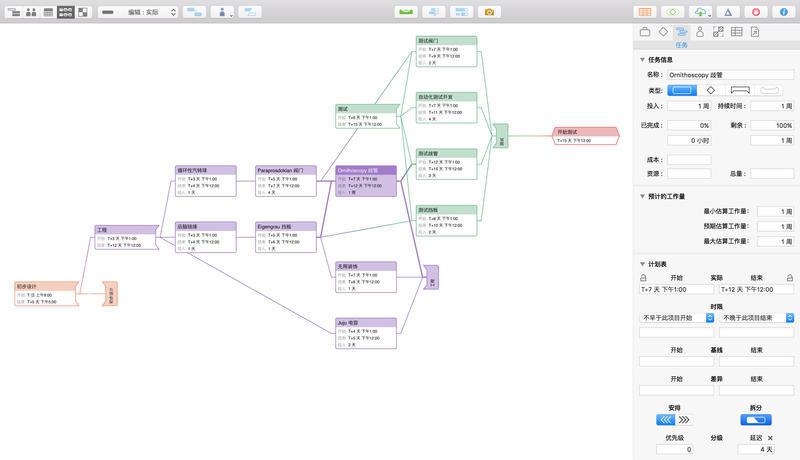 编辑：实际
任务
任务信息
名称： Ornithoscopy 歧管
类型：
投入： 1 周 持续时间： 1 周
已完成： 0% 剩余： 100%
0 小时 1 周
成本：
资源： 总量：
预计的工作量
最小估算工作量： 1 周
预期估算工作量： 1 周
最大估算工作量： 1 周
计划表
开始 实际 结束
T+7 天 下午1:00 T+12 天 下午12:00
时限
不早于此项目开始 不晚于此项目结束
开始 基线 结束
开始 差异 结束
安排 拆分
优先级 分级 延迟
0 4 天
测试阀门
开始 T+7 天 下午1:00
结束 T+9 天 下午12:00
投入 2 天
自动化测试开发
开始 T+7 天 下午1:00
结束 T+11 天 下午12:00
投入 4 天
测试
开始 T+6 天 下午1:00
结束 T+15 天 下午12:00
测试
开始测试
T+15 天 下午12:00
测试歧管
开始 T+12 天 下午1:00
结束 T+15 天 下午12:00
投入 3 天
循环性汽转球
开始 T+3 天 下午1:00
结束 T+4 天 下午12:00
投入 1 天
Paraprosdokian 阀门
开始 T+3 天 下午1:00
结束 T+7 天 下午12:00
投入 4 天
Ornithoscopy 歧管
开始 T+7 天 下午1:00
结束 T+12 天 下午12:00
投入 1 周
测试挡板
开始 T+8 天 下午1:00
结束 T+10 天 下午12:00
投入 2 天
工程
开始 T+3 天 下午1:00
结束 T+12 天 下午12:00
开始 T+3 天 下午1:00
结束 T+4 天 下午12:00
投入 1 天
Eigengrau 挡板
开始 T+5 天 下午1:00
结束 T+6 天 下午12:00
投入 1 天
无用装饰
开始 T+7 天 下午1:00
结束 T+8 天 下午12:00
投入 1 天
工程
初步设计
开始 T 日 上午8:00
结束 T+5 天 下午5:00
初步设计
Juju 电容
开始 T+4 天 下午1:00
结束 T+5 天 下午12:00
投入 2 天